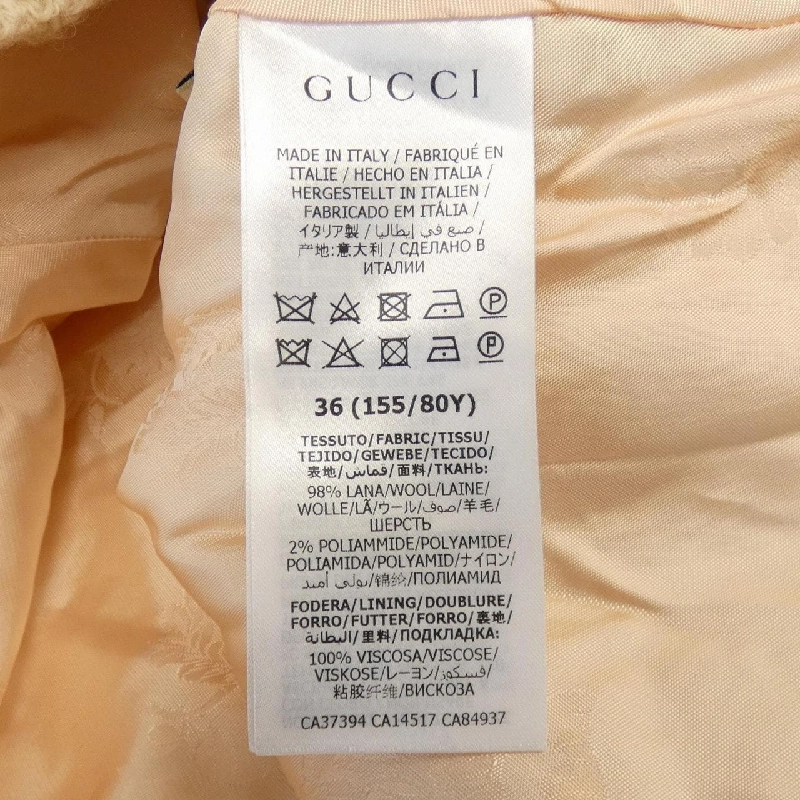 GUCCI
MADE IN ITALY / FABRIQUÉ EN
ITALIE / HECHO EN ITALIA /
HERGESTELLT IN ITALIEN /
FABRICADO EM ITÁLIA /
イタリア製 / صنع في إيطاليا /
产地:意大利 / СДЕЛАНО В
ИТАЛИИ
P
P
36 (155/80Y)
TESSUTO/FABRIC/TISSU/
TEJIDO/GEWEBE/TECIDO/
表地/قماش/面料/ТКАНЬ:
98% LANA/WOOL/LAINE/
WOLLE/LÃ/ウール/صوف/羊毛/
ШЕРСТЬ
2% POLIAMMIDE/POLYAMIDE/
POLIAMIDA/POLYAMID/ナイロン/
بولي أميد/锦纶/ПОЛИАМИД
FODERA/LINING/DOUBLURE/
FORRO/FUTTER/FORRO/裏地/
البطانة/里料/ПОДКЛАДКА:
100% VISCOSA/VISCOSE/
VISKOSE/レーヨン/فسكوز/
粘胶纤维/ВИСКОЗА
CA37394 CA14517 CA84937